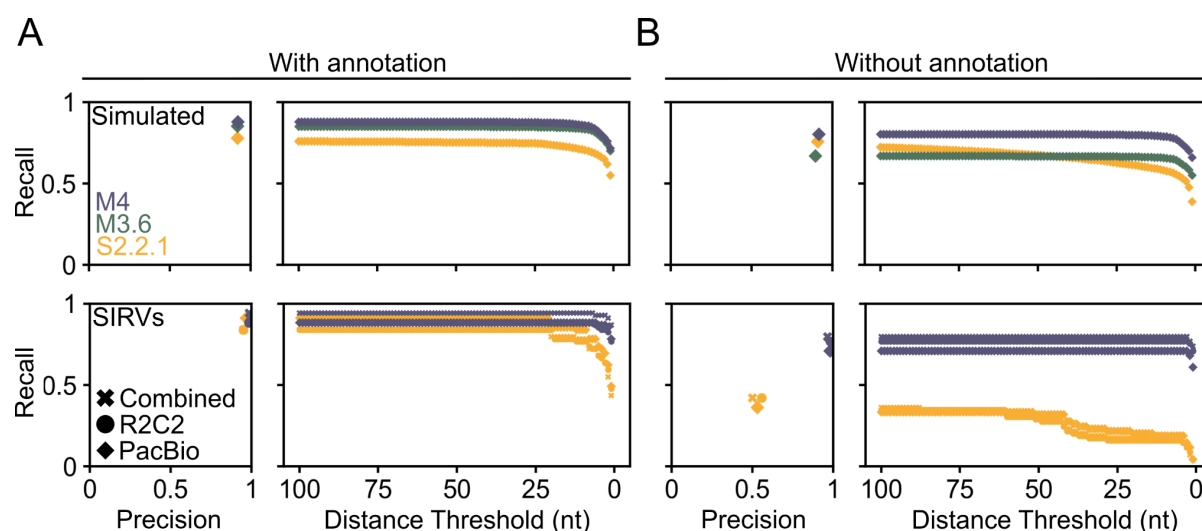 A
B
With annotation
Without annotation
1
0.5
0
Recall
Simulated
M4
M3.6
S2.2.1
1
0.5
0
Recall
SIRVs
Combined
R2C2
PacBio
0 0.5 1
100 75 50 25 0
0 0.5 1
100 75 50 25 0
Precision
Distance Threshold (nt)
Precision
Distance Threshold (nt)